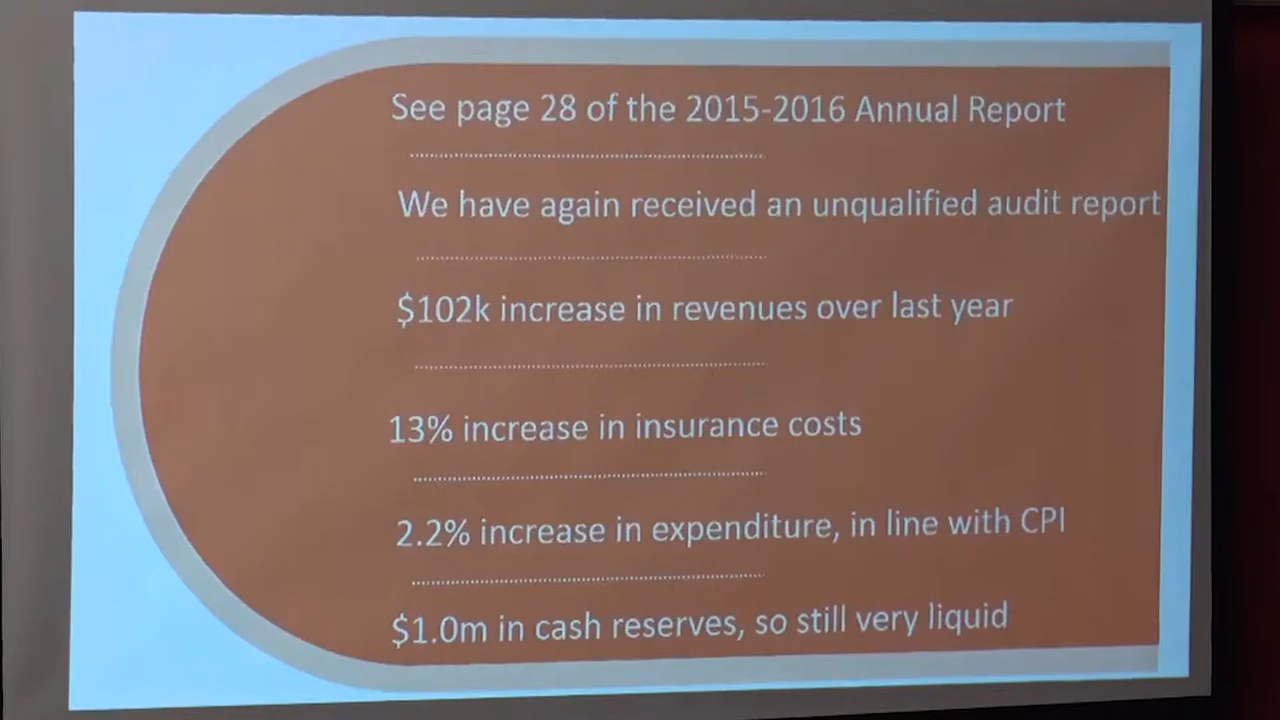 See page 28 of the 2015-2016 Annual Report
We have again received an unqualified audit report
$102k increase in revenues over last year
13% increase in insurance costs
2.2% increase in expenditure, in line with CPI
$1.0m in cash reserves, so still very liquid